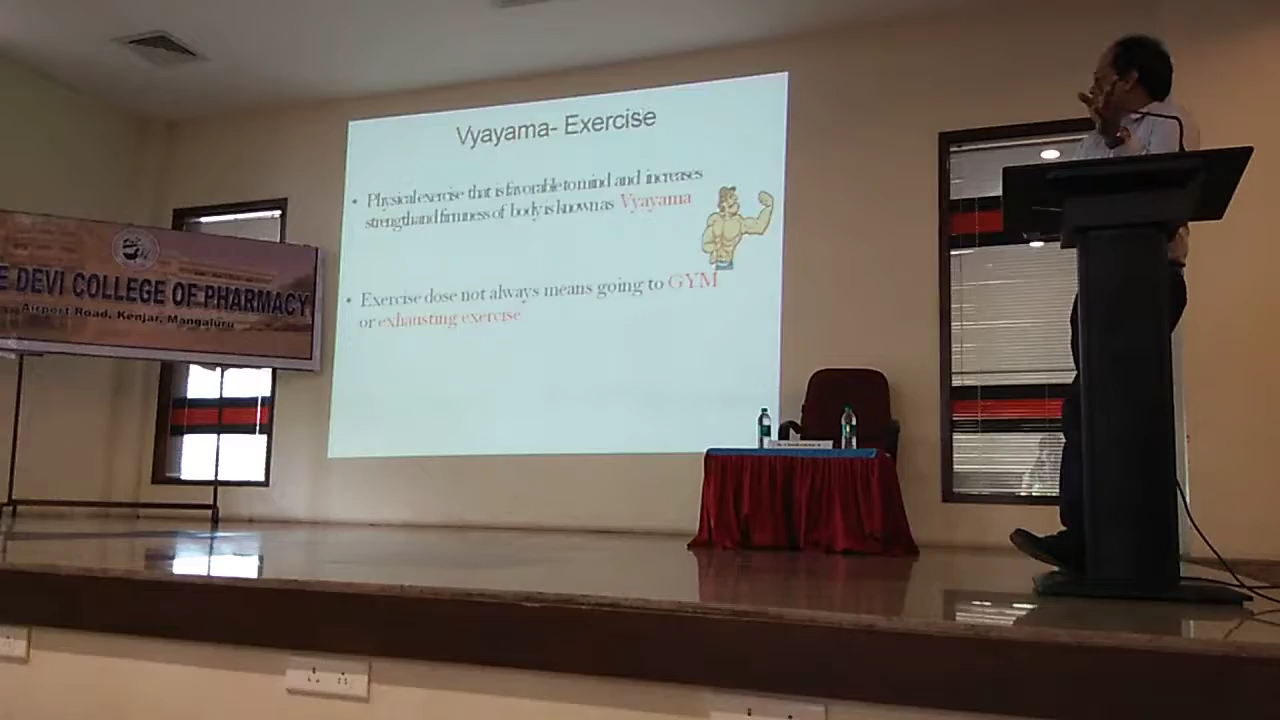 Vyayama- Exercise
• Physical exercise that is favorable to mind and increases
strength and firmness of body is known as Vyayama
• Exercise dose not always means going to GYM
or exhausting exercise
E DEVI COLLEGE OF PHARMACY
Airport Road, Kenjar, Mangaluru